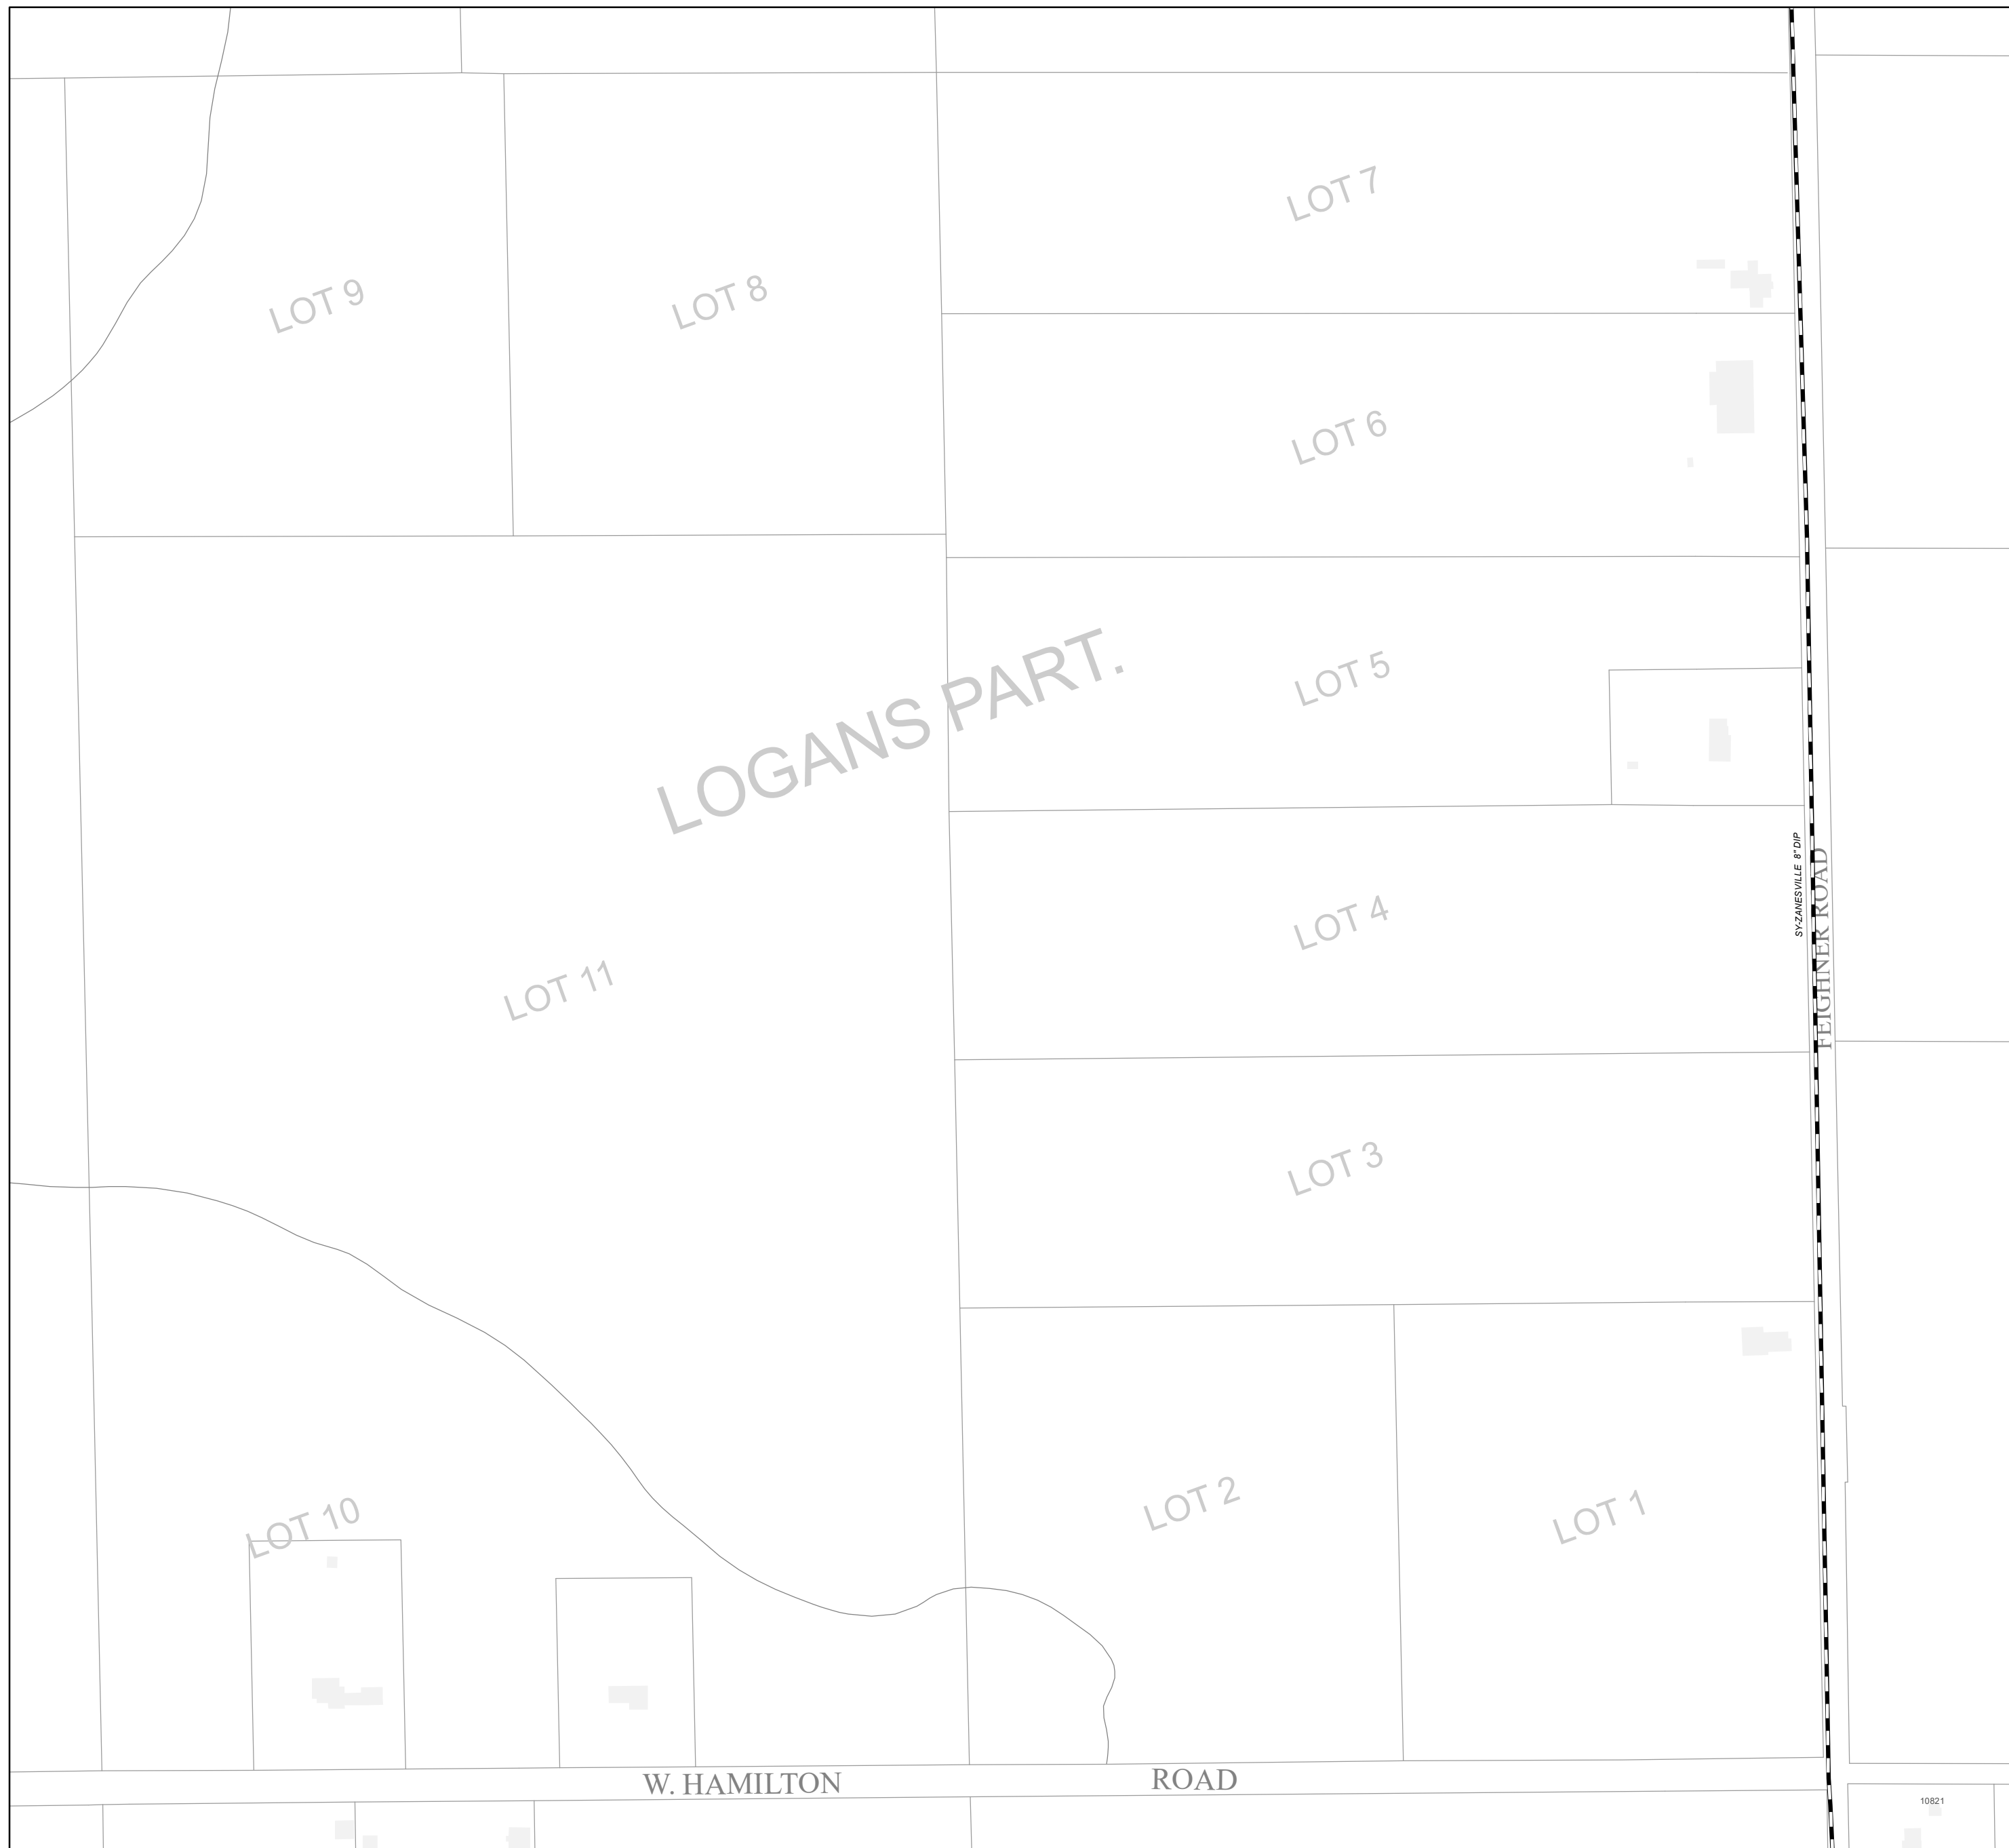 LOT 7
LOT 9
LOT 8
LOT 6
LOT 5
LOGANS PART.
SY-ZANESVILLE 8" DIP
FEIGHNER ROAD
LOT 4
LOT 11
LOT 3
LOT 2
LOT 1
LOT 10
W. HAMILTON ROAD
10821